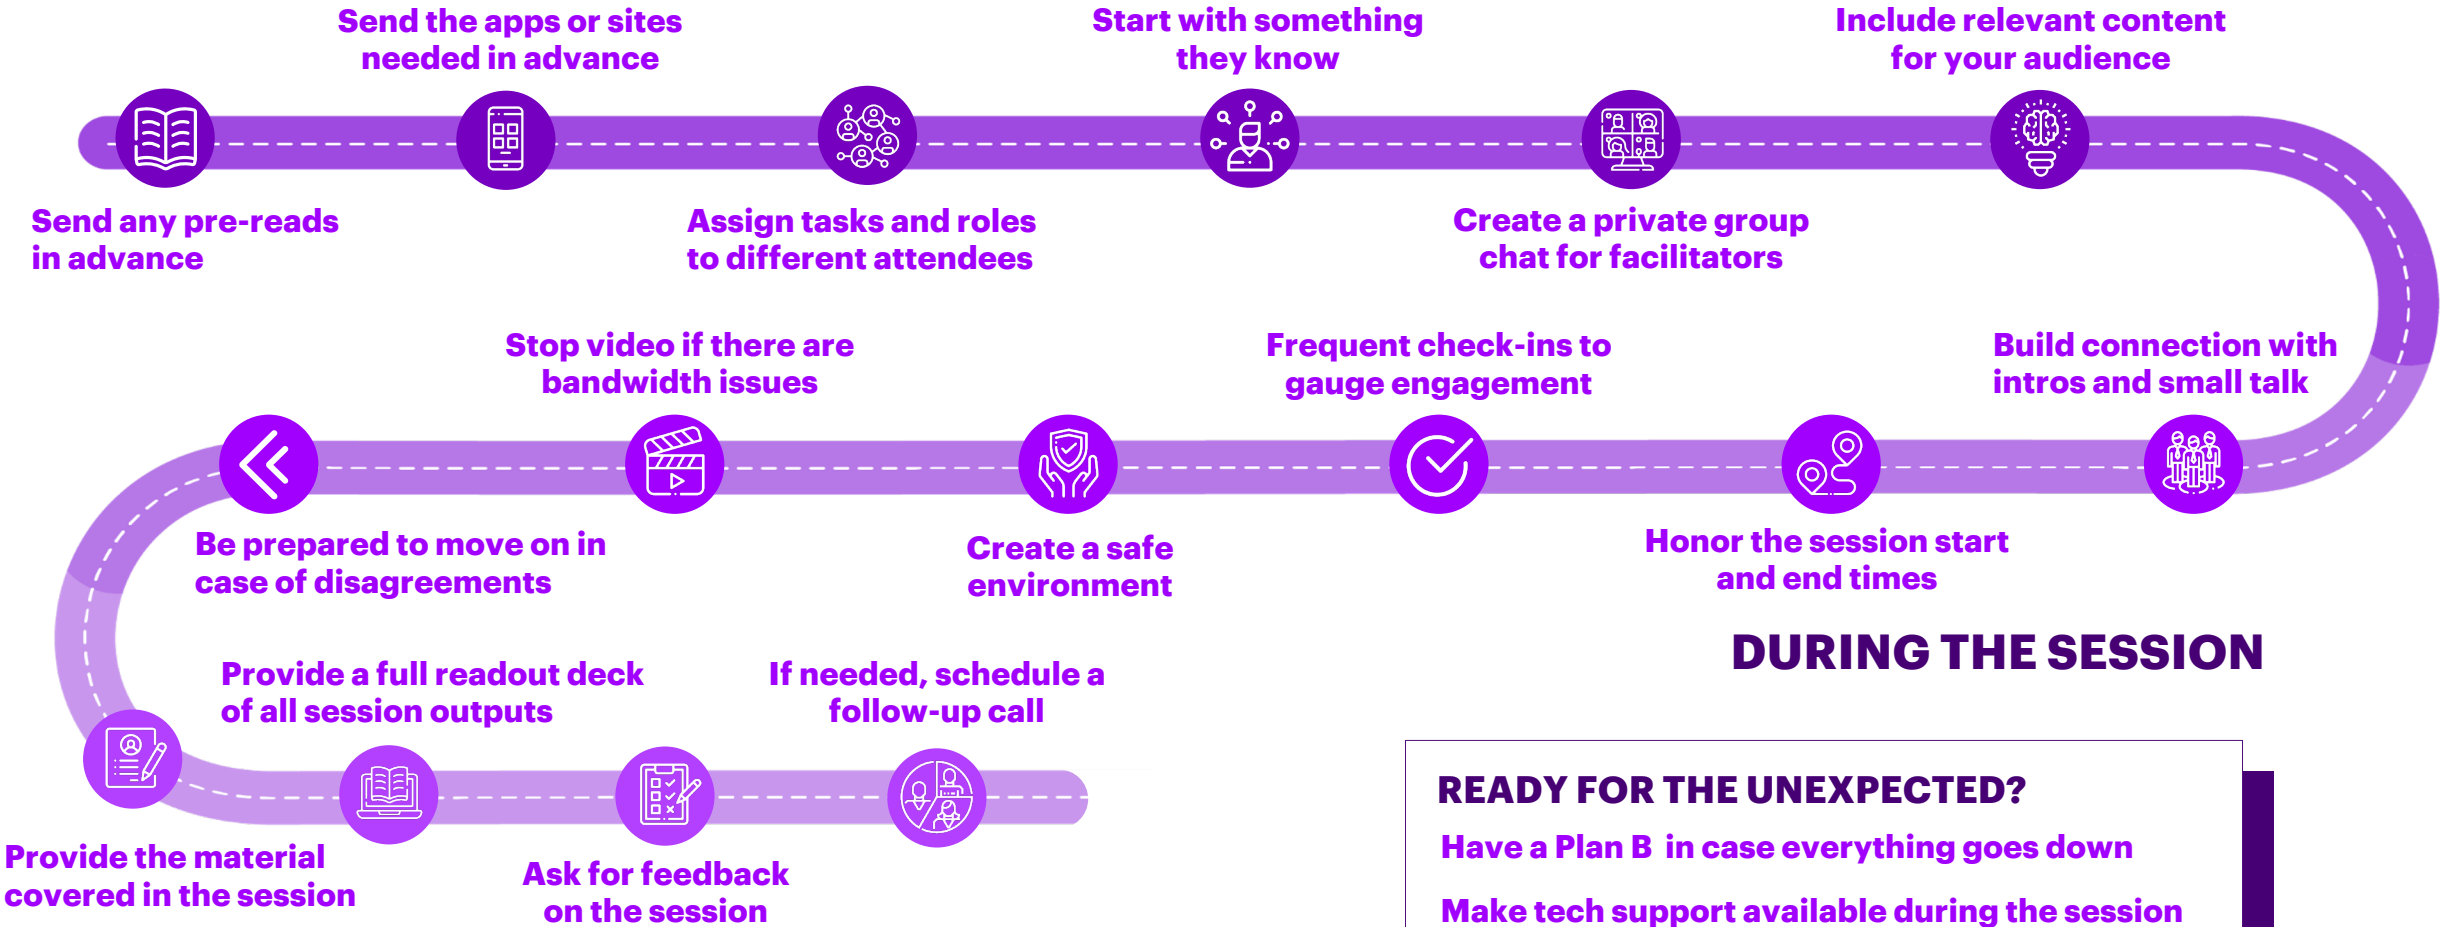 Send any pre-reads
in advance
Send the apps or sites
needed in advance
Assign tasks and roles
to different attendees
Start with something
they know
Create a private group
chat for facilitators
Include relevant content
for your audience
Build connection with
intros and small talk
Honor the session start
and end times
Frequent check-ins to
gauge engagement
Create a safe
environment
Stop video if there are
bandwidth issues
Be prepared to move on in
case of disagreements
DURING THE SESSION
Provide the material
covered in the session
Provide a full readout deck
of all session outputs
Ask for feedback
on the session
If needed, schedule a
follow-up call
READY FOR THE UNEXPECTED?
Have a Plan B in case everything goes down
Make tech support available during the session